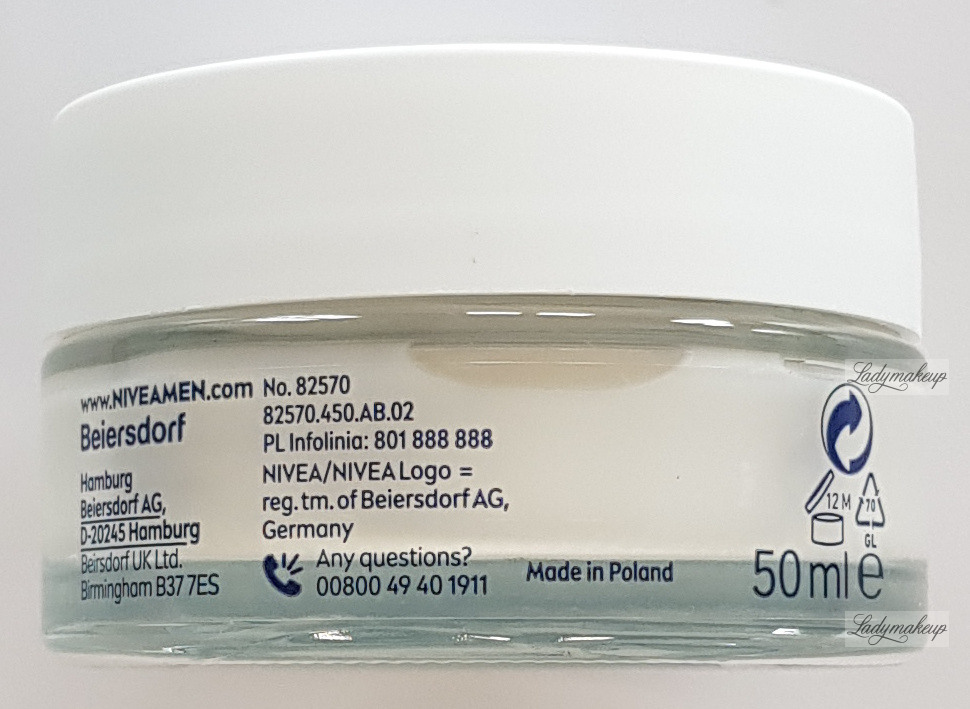 www.NIVEAMEN.com
Beiersdorf
Hamburg
Beiersdorf AG,
D-20245 Hamburg
Beirsdorf UK Ltd.
Birmingham B37 7ES
No. 82570
82570.450.AB.02
PL Infolinia: 801 888 888
NIVEA/NIVEA Logo =
reg. tm. of Beiersdorf AG,
Germany
Any questions?
00800 49 40 1911
Made in Poland
Ladymakeup
12 M
70
GL
50 ml e
Ladymakeup